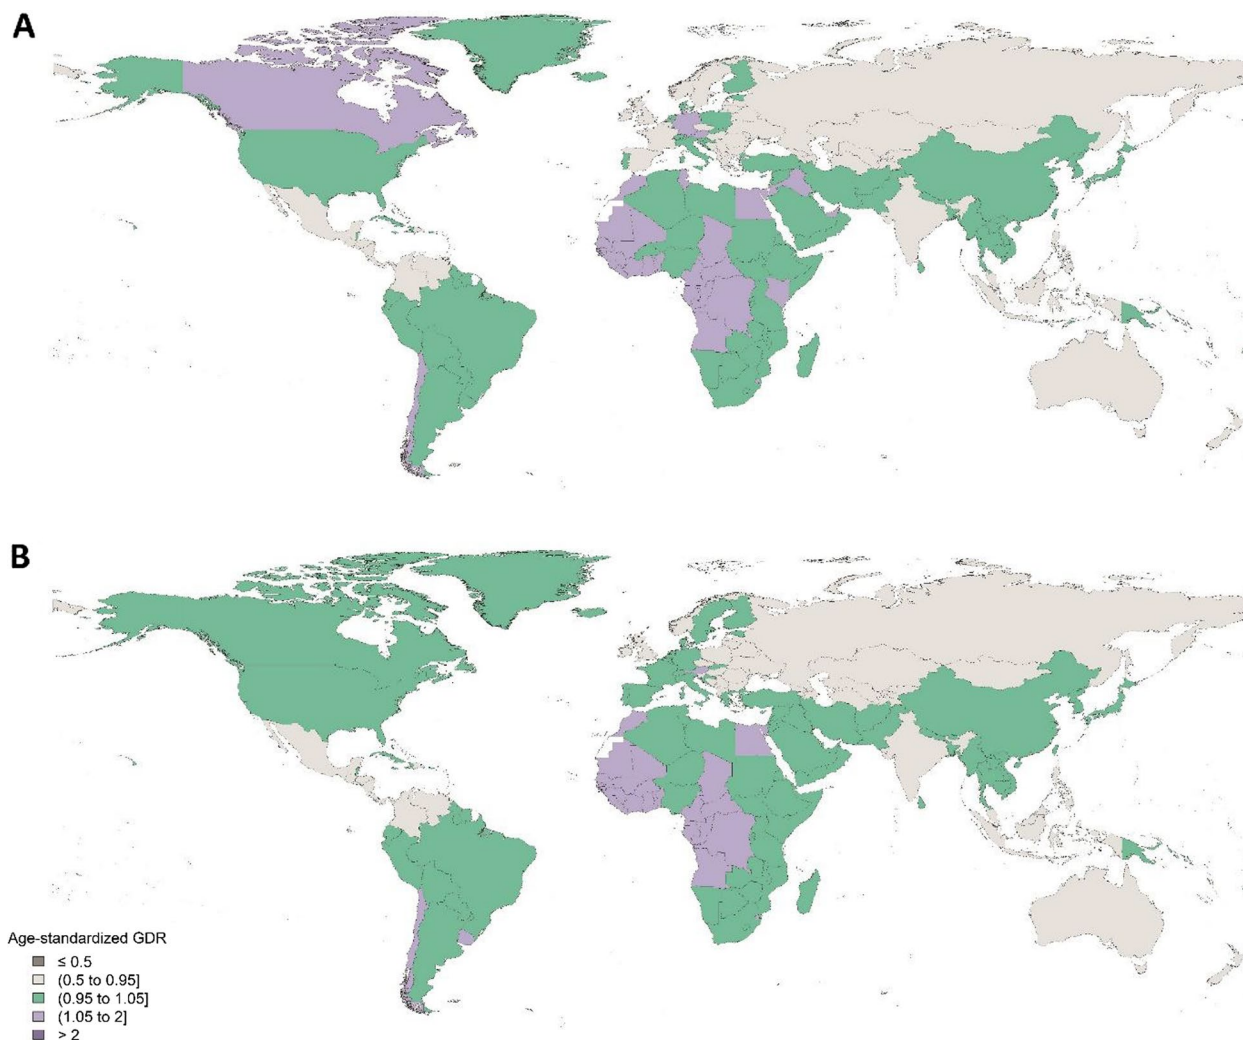 A
B
Age-standardized GDR
≤ 0.5
(0.5 to 0.95]
(0.95 to 1.05]
(1.05 to 2]
> 2